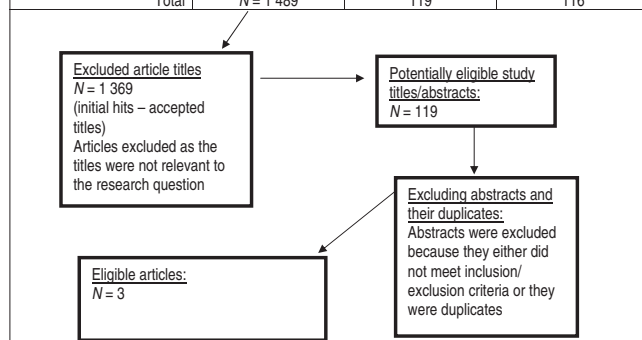 Total N = 1 489 119 116
Excluded article titles
N = 1 369
(initial hits – accepted
titles)
Articles excluded as the
titles were not relevant to
the research question
Potentially eligible study
titles/abstracts:
N = 119
Excluding abstracts and
their duplicates:
Abstracts were excluded
because they either did
not meet inclusion/
exclusion criteria or they
were duplicates
Eligible articles:
N = 3